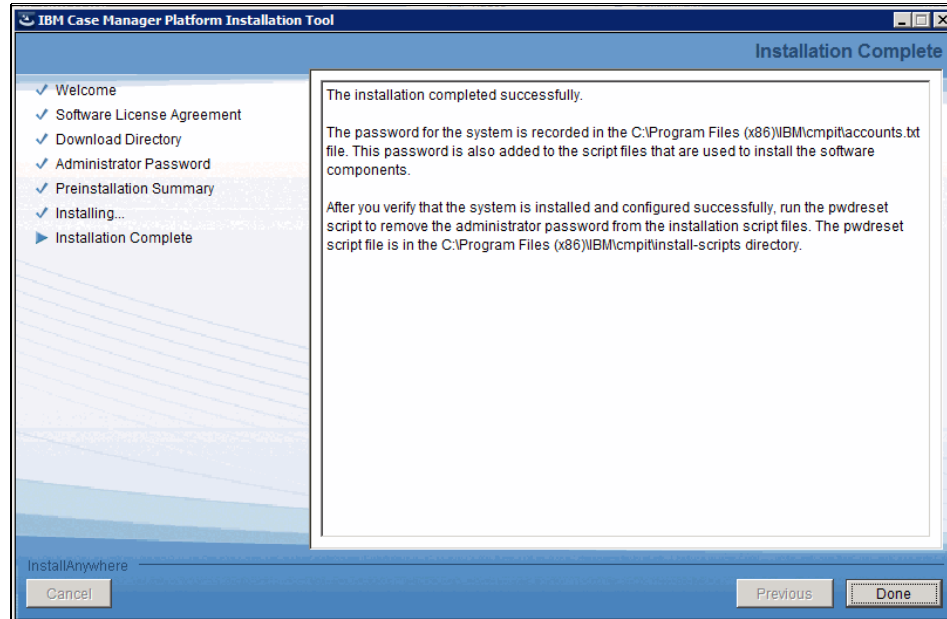 IBM Case Manager Platform Installation Tool
Installation Complete
Welcome
Software License Agreement
Download Directory
Administrator Password
Preinstallation Summary
Installing...
Installation Complete
The installation completed successfully.
The password for the system is recorded in the C:\Program Files (x86)\IBM\cmpit\accounts.txt
file. This password is also added to the script files that are used to install the software
components.
After you verify that the system is installed and configured successfully, run the pwdreset
script to remove the administrator password from the installation script files. The pwdreset
script file is in the C:\Program Files (x86)\IBM\cmpit\install-scripts directory.
InstallAnywhere
Cancel
Previous
Done